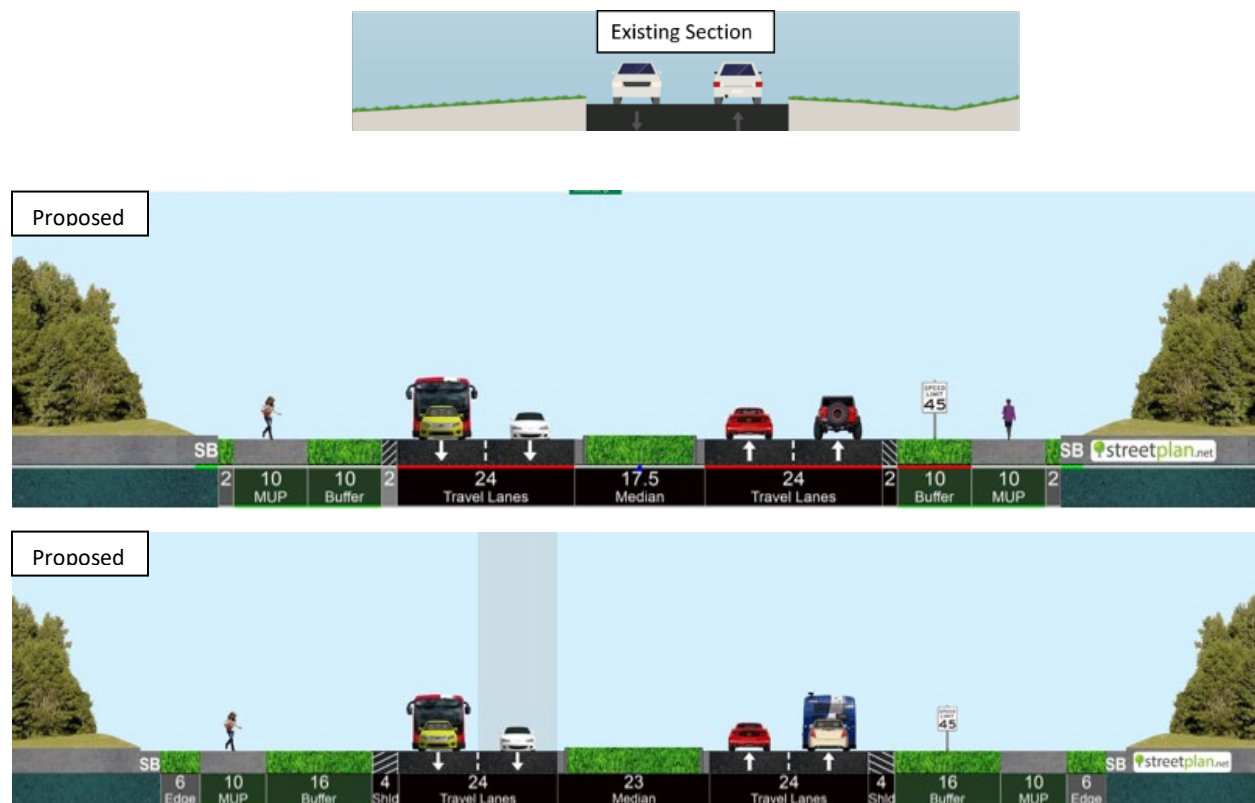 Existing Section
Proposed
SPEED
LIMIT
45
SB
SB streetplan.net
2 10 10 2 24 17.5 24 2 10 10 2
MUP Buffer Travel Lanes Median Travel Lanes Buffer MUP
Proposed
SPEED
LIMIT
45
SB
SB streetplan.net
6 10 16 4 24 23 24 4 16 10 6
Edge MUP Buffer Shld Travel Lanes Median Travel Lanes Shld Buffer MUP Edge